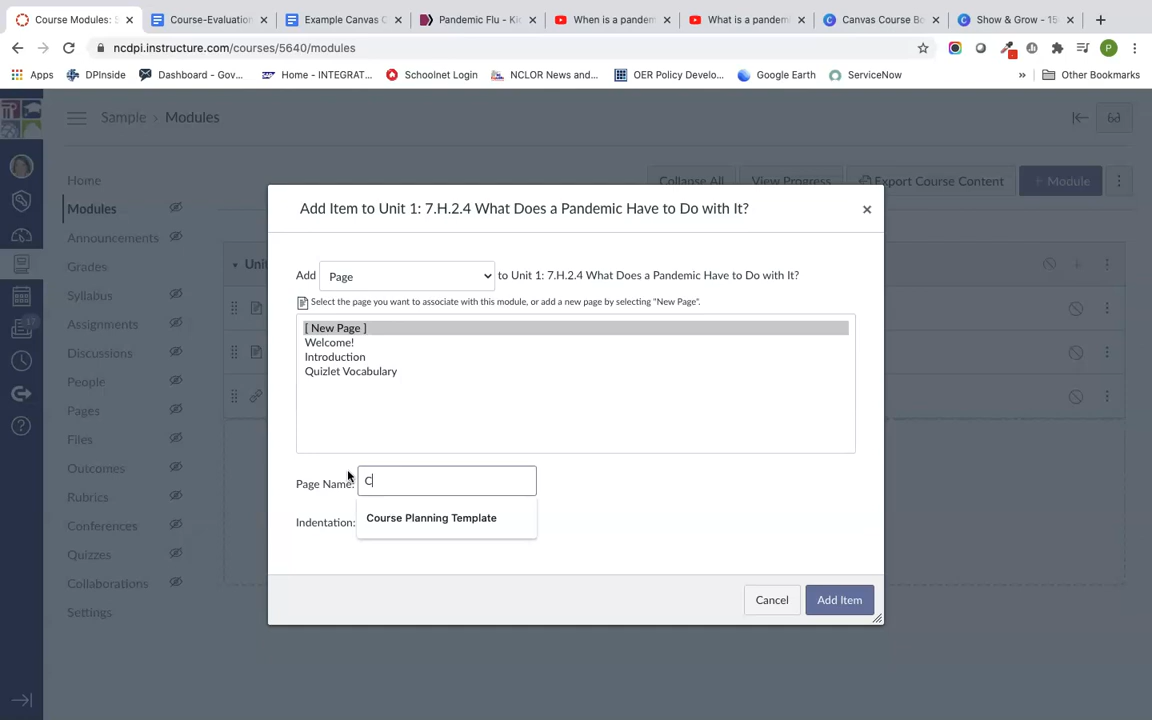 Course Modules: S
Course-Evaluation
Example Canvas C
Pandemic Flu - Kid
When is a pandem
What is a pandem
Canvas Course Bo
Show & Grow - 15
ncdpi.instructure.com/courses/5640/modules
P
Apps
DPInside
Dashboard - Gov...
Home - INTEGRAT...
Schoolnet Login
NCLOR News and...
OER Policy Develo...
Google Earth
ServiceNow
»
Other Bookmarks
Sample › Modules
Home
Modules
Announcements
Grades
Syllabus
Assignments
Discussions
People
Pages
Files
Outcomes
Rubrics
Conferences
Quizzes
Collaborations
Settings
17
Collapse All
View Progress
Export Course Content
+ Module
Unit
Add Item to Unit 1: 7.H.2.4 What Does a Pandemic Have to Do with It?
Add Page to Unit 1: 7.H.2.4 What Does a Pandemic Have to Do with It?
Select the page you want to associate with this module, or add a new page by selecting "New Page".
[ New Page ]
Welcome!
Introduction
Quizlet Vocabulary
Page Name: C
Course Planning Template
Indentation:
Cancel
Add Item